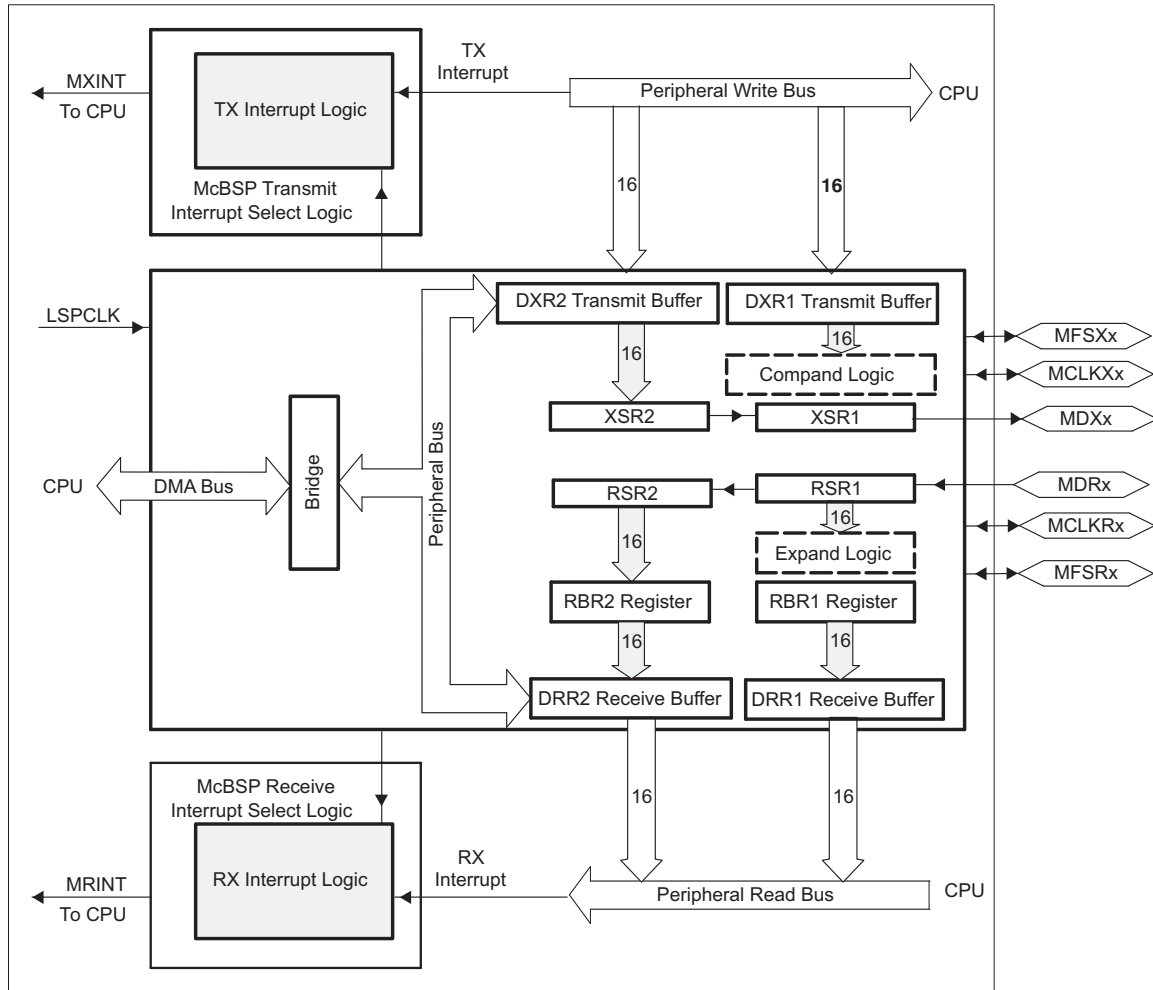 TX
Interrupt
MXINT
To CPU
TX Interrupt Logic
McBSP Transmit
Interrupt Select Logic
Peripheral Write Bus
CPU
16
16
LSPCLK
DXR2 Transmit Buffer
DXR1 Transmit Buffer
16
16
Compand Logic
XSR2
XSR1
MFSXx
MCLKXx
MDXx
CPU
DMA Bus
Bridge
Peripheral Bus
RSR2
RSR1
16
16
Expand Logic
RBR2 Register
RBR1 Register
16
16
DRR2 Receive Buffer
DRR1 Receive Buffer
MDRx
MCLKRx
MFSRx
McBSP Receive
Interrupt Select Logic
16
16
RX Interrupt Logic
RX
Interrupt
MRINT
To CPU
Peripheral Read Bus
CPU